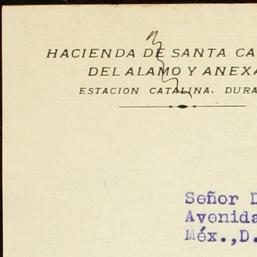 HACIENDA DE SANTA CA
DEL ALAMO Y ANEXA
ESTACION CATALINA. DURA
Señor D
Avenida
Méx.,D.